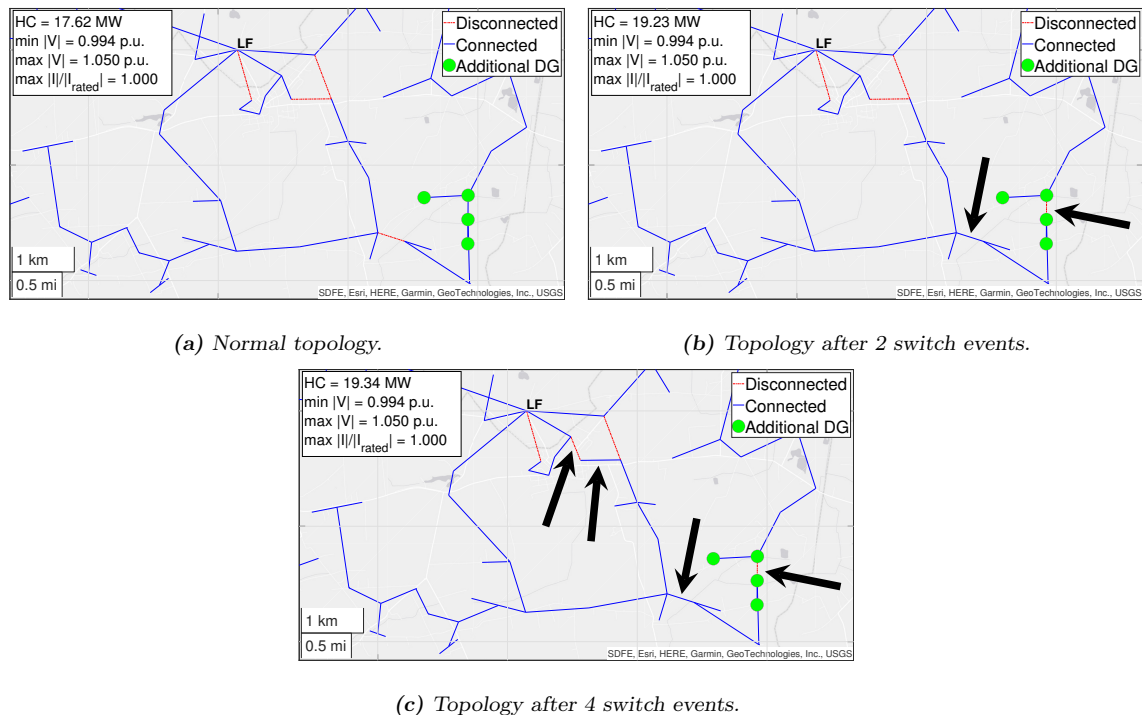 HC = 17.62 MW
min |V| = 0.994 p.u.
max |V| = 1.050 p.u.
max |I|/|I_rated| = 1.000
LF
Disconnected
Connected
Additional DG
1 km
0.5 mi
SDFE, Esri, HERE, Garmin, GeoTechnologies, Inc., USGS
(a) Normal topology.
HC = 19.23 MW
min |V| = 0.994 p.u.
max |V| = 1.050 p.u.
max |I|/|I_rated| = 1.000
LF
Disconnected
Connected
Additional DG
1 km
0.5 mi
SDFE, Esri, HERE, Garmin, GeoTechnologies, Inc., USGS
(b) Topology after 2 switch events.
HC = 19.34 MW
min |V| = 0.994 p.u.
max |V| = 1.050 p.u.
max |I|/|I_rated| = 1.000
LF
Disconnected
Connected
Additional DG
1 km
0.5 mi
SDFE, Esri, HERE, Garmin, GeoTechnologies, Inc., USGS
(c) Topology after 4 switch events.